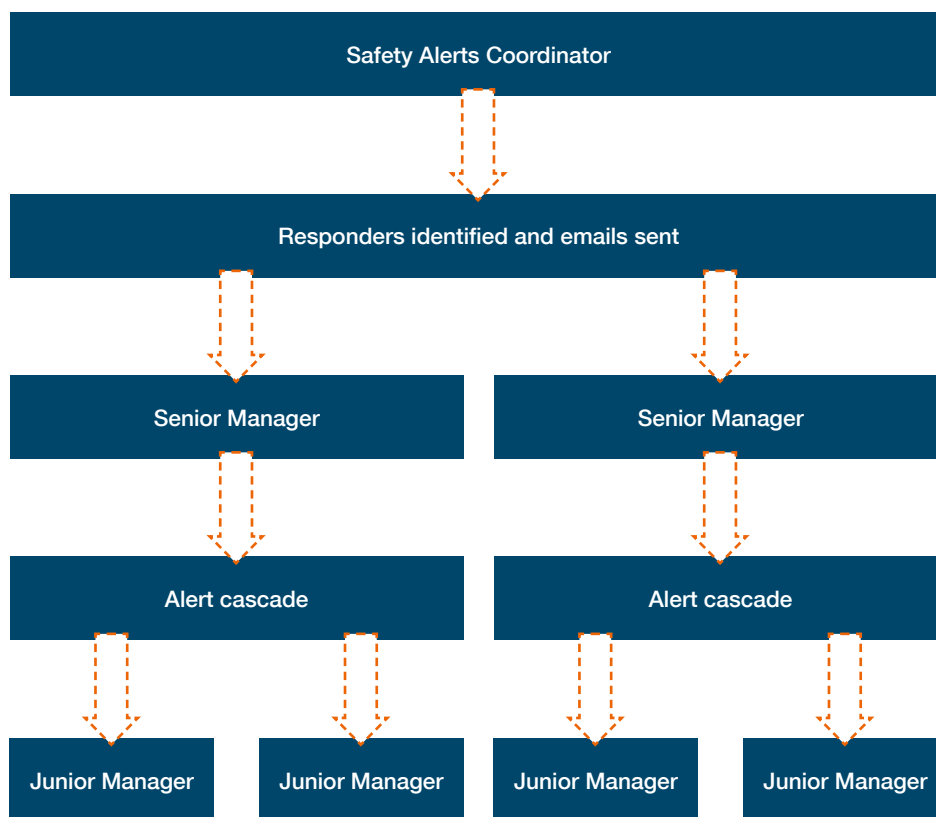 Safety Alerts Coordinator
Responders identified and emails sent
Senior Manager
Senior Manager
Alert cascade
Alert cascade
Junior Manager
Junior Manager
Junior Manager
Junior Manager